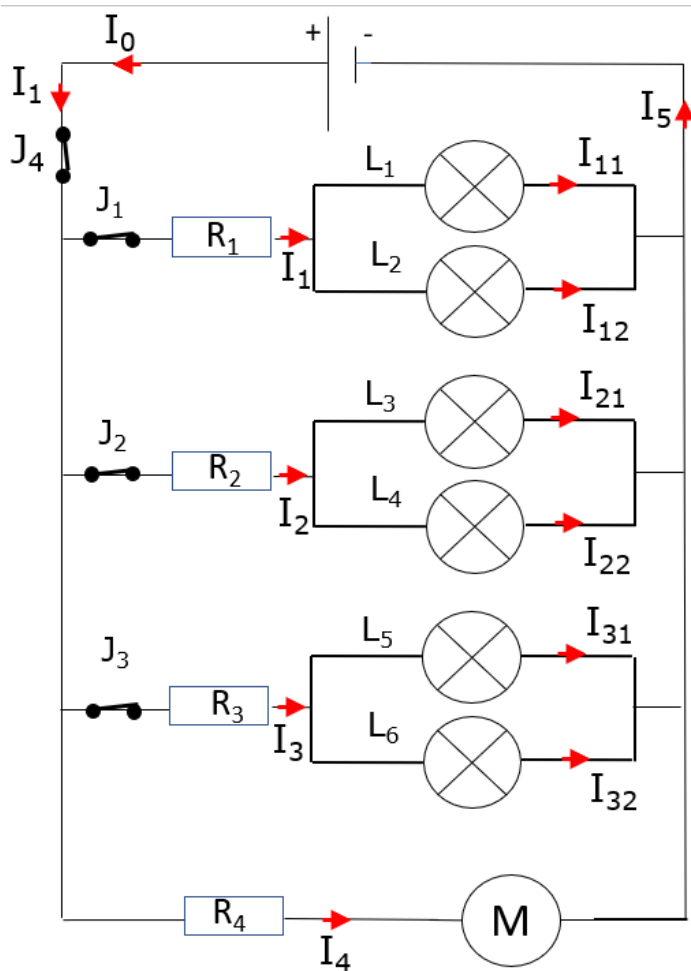 I₀
+ -
I₁
I₅
J₄
L₁
I₁₁
J₁
R₁
I₁
L₂
I₁₂
L₃
I₂₁
J₂
R₂
I₂
L₄
I₂₂
L₅
I₃₁
J₃
R₃
I₃
L₆
I₃₂
R₄
I₄
M